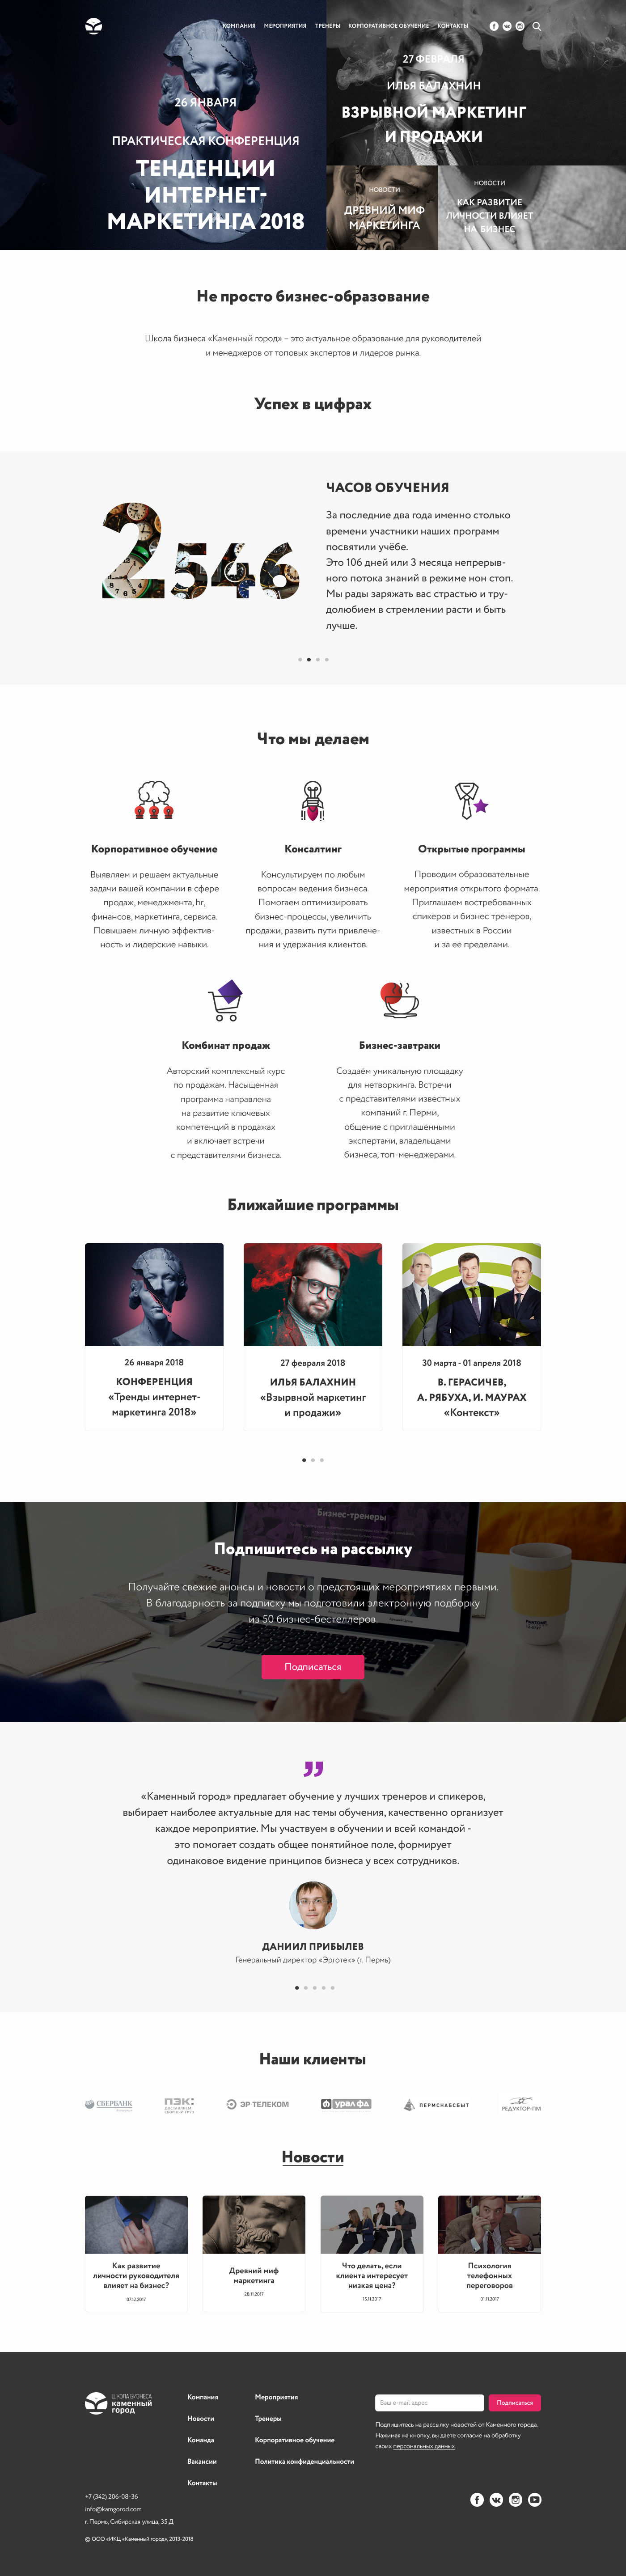 КОМПАНИЯ МЕРОПРИЯТИЯ ТРЕНЕРЫ КОРПОРАТИВНОЕ ОБУЧЕНИЕ КОНТАКТЫ
26 ЯНВАРЯ
ПРАКТИЧЕСКАЯ КОНФЕРЕНЦИЯ
ТЕНДЕНЦИИ
ИНТЕРНЕТ-
МАРКЕТИНГА 2018
27 ФЕВРАЛЯ
ИЛЬЯ БАЛАХНИН
ВЗРЫВНОЙ МАРКЕТИНГ
И ПРОДАЖИ
НОВОСТИ
ДРЕВНИЙ МИФ
МАРКЕТИНГА
НОВОСТИ
КАК РАЗВИТИЕ
ЛИЧНОСТИ ВЛИЯЕТ
НА БИЗНЕС
Не просто бизнес-образование
Школа бизнеса «Каменный город» – это актуальное образование для руководителей
и менеджеров от топовых экспертов и лидеров рынка.
Успех в цифрах
2546
ЧАСОВ ОБУЧЕНИЯ
За последние два года именно столько
времени участники наших программ
посвятили учёбе.
Это 106 дней или 3 месяца непрерыв-
ного потока знаний в режиме нон стоп.
Мы рады заряжать вас страстью и тру-
долюбием в стремлении расти и быть
лучше.
Что мы делаем
Корпоративное обучение
Выявляем и решаем актуальные
задачи вашей компании в сфере
продаж, менеджмента, hr,
финансов, маркетинга, сервиса.
Повышаем личную эффектив-
ность и лидерские навыки.
Консалтинг
Консультируем по любым
вопросам ведения бизнеса.
Помогаем оптимизировать
бизнес-процессы, увеличить
продажи, развить пути привлече-
ния и удержания клиентов.
Открытые программы
Проводим образовательные
мероприятия открытого формата.
Приглашаем востребованных
спикеров и бизнес тренеров,
известных в России
и за ее пределами.
Комбинат продаж
Авторский комплексный курс
по продажам. Насыщенная
программа направлена
на развитие ключевых
компетенций в продажах
и включает встречи
с представителями бизнеса.
Бизнес-завтраки
Создаём уникальную площадку
для нетворкинга. Встречи
с представителями известных
компаний г. Перми,
общение с приглашёнными
экспертами, владельцами
бизнеса, топ-менеджерами.
Ближайшие программы
26 января 2018
КОНФЕРЕНЦИЯ
«Тренды интернет-
маркетинга 2018»
27 февраля 2018
ИЛЬЯ БАЛАХНИН
«Взрывной маркетинг
и продажи»
30 марта - 01 апреля 2018
В. ГЕРАСИЧЕВ,
А. РЯБУХА, И. МАУРАХ
«Контекст»
Бизнес-тренеры
Подпишитесь на рассылку
Получайте свежие анонсы и новости о предстоящих мероприятиях первыми.
В благодарность за подписку мы подготовили электронную подборку
из 50 бизнес-бестеллеров.
PANTONE
Подписаться
«Каменный город» предлагает обучение у лучших тренеров и спикеров,
выбирает наиболее актуальные для нас темы обучения, качественно организует
каждое мероприятие. Мы участвуем в обучении и всей командой -
это помогает создать общее понятийное поле, формирует
одинаковое видение принципов бизнеса у всех сотрудников.
ДАНИИЛ ПРИБЫЛЕВ
Генеральный директор «Эрготек» (г. Пермь)
Наши клиенты
СБЕРБАНК
ПЭК:
ЭР·ТЕЛЕКОМ
урал фд
ПЕРМСНАБСБЫТ
РЕДУКТОР-ПМ
Новости
Как развитие
личности руководителя
влияет на бизнес?
07.12.2017
Древний миф
маркетинга
28.11.2017
Что делать, если
клиента интересует
низкая цена?
15.11.2017
Психология
телефонных
переговоров
01.11.2017
ШКОЛА БИЗНЕСА
каменный
город
Компания
Новости
Команда
Вакансии
Контакты
Мероприятия
Тренеры
Корпоративное обучение
Политика конфиденциальности
Ваш e-mail адрес
Подписаться
Подпишитесь на рассылку новостей от Каменного города.
Нажимая на кнопку, вы даете согласие на обработку
своих персональных данных.
+7 (342) 206-08-36
info@kamgorod.com
г. Пермь, Сибирская улица, 35 Д
© ООО «ИКЦ «Каменный город», 2013-2018